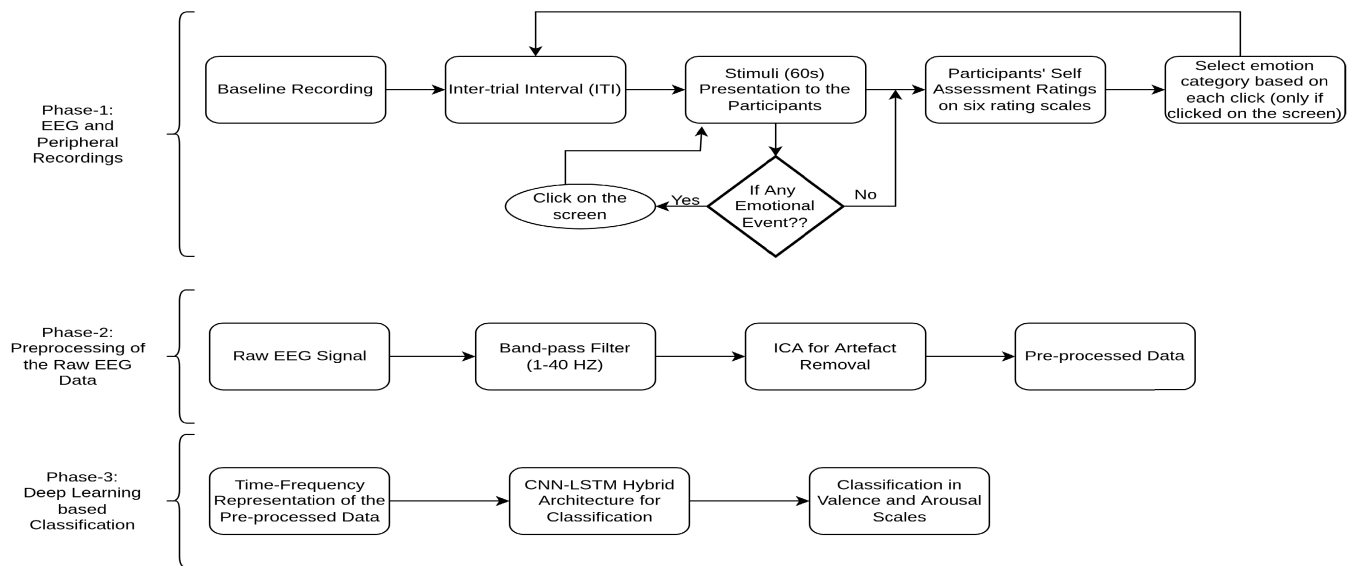 Phase-1:
EEG and
Peripheral
Recordings
Baseline Recording
Inter-trial Interval (ITI)
Stimuli (60s)
Presentation to the
Participants
Participants' Self
Assessment Ratings
on six rating scales
Select emotion
category based on
each click (only if
clicked on the screen)
If Any
Emotional
Event??
Yes
No
Click on the
screen
Phase-2:
Preprocessing of
the Raw EEG
Data
Raw EEG Signal
Band-pass Filter
(1-40 HZ)
ICA for Artefact
Removal
Pre-processed Data
Phase-3:
Deep Learning
based
Classification
Time-Frequency
Representation of the
Pre-processed Data
CNN-LSTM Hybrid
Architecture for
Classification
Classification in
Valence and Arousal
Scales